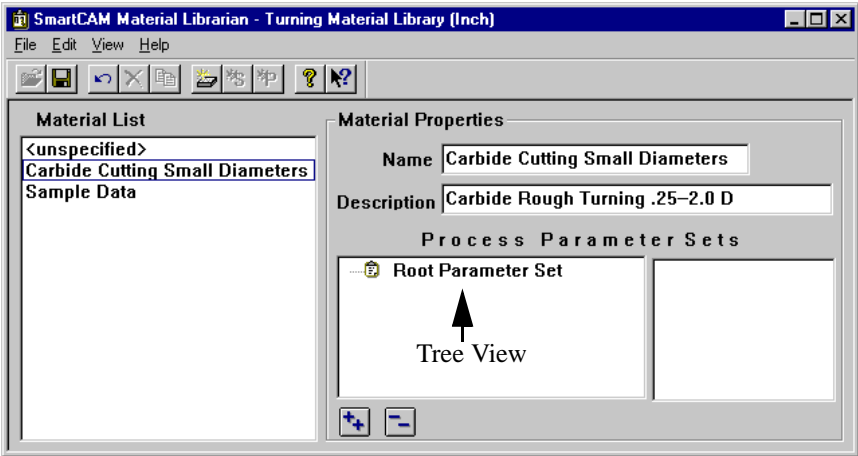 SmartCAM Material Librarian - Turning Material Library (Inch)
File Edit View Help
Material List
<unspecified>
Carbide Cutting Small Diameters
Sample Data
Material Properties
Name Carbide Cutting Small Diameters
Description Carbide Rough Turning .25–2.0 D
Process Parameter Sets
Root Parameter Set
Tree View